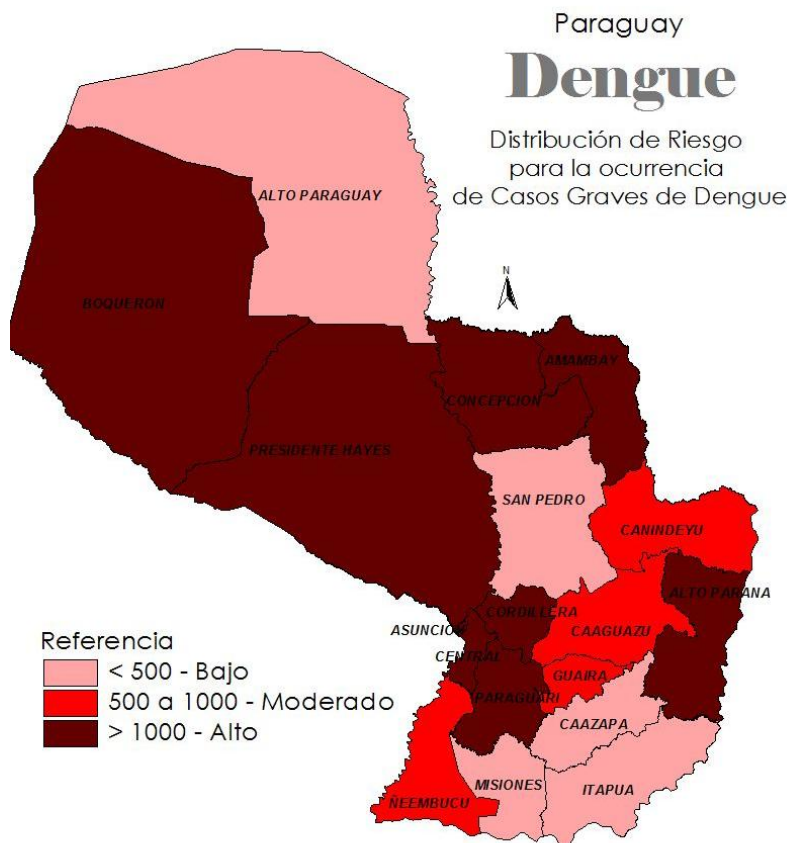 Paraguay
Dengue
Distribución de Riesgo
para la ocurrencia
de Casos Graves de Dengue
N
ALTO PARAGUAY
BOQUERON
AMAMBAY
CONCEPCION
PRESIDENTE HAYES
SAN PEDRO
CANINDEYU
ALTO PARANA
CORDILLERA
ASUNCION
CAAGUAZU
CENTRAL
GUAIRA
PARAGUARI
CAAZAPA
MISIONES
ITAPUA
ÑEEMBUCU
Referencia
< 500 - Bajo
500 a 1000 - Moderado
> 1000 - Alto